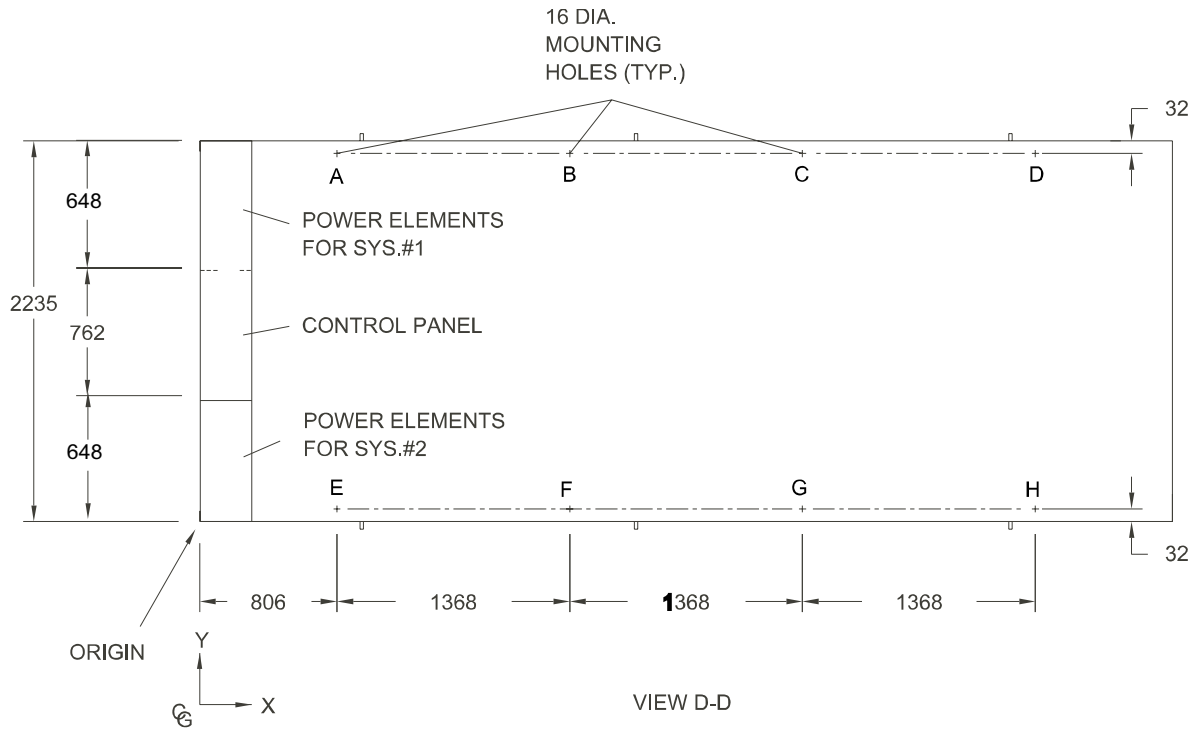 16 DIA.
MOUNTING
HOLES (TYP.)
32
A
B
C
D
648
POWER ELEMENTS
FOR SYS.#1
2235
762
CONTROL PANEL
POWER ELEMENTS
FOR SYS.#2
648
E
F
G
H
32
806
1368
1368
1368
ORIGIN
Y
X
CG
VIEW D-D